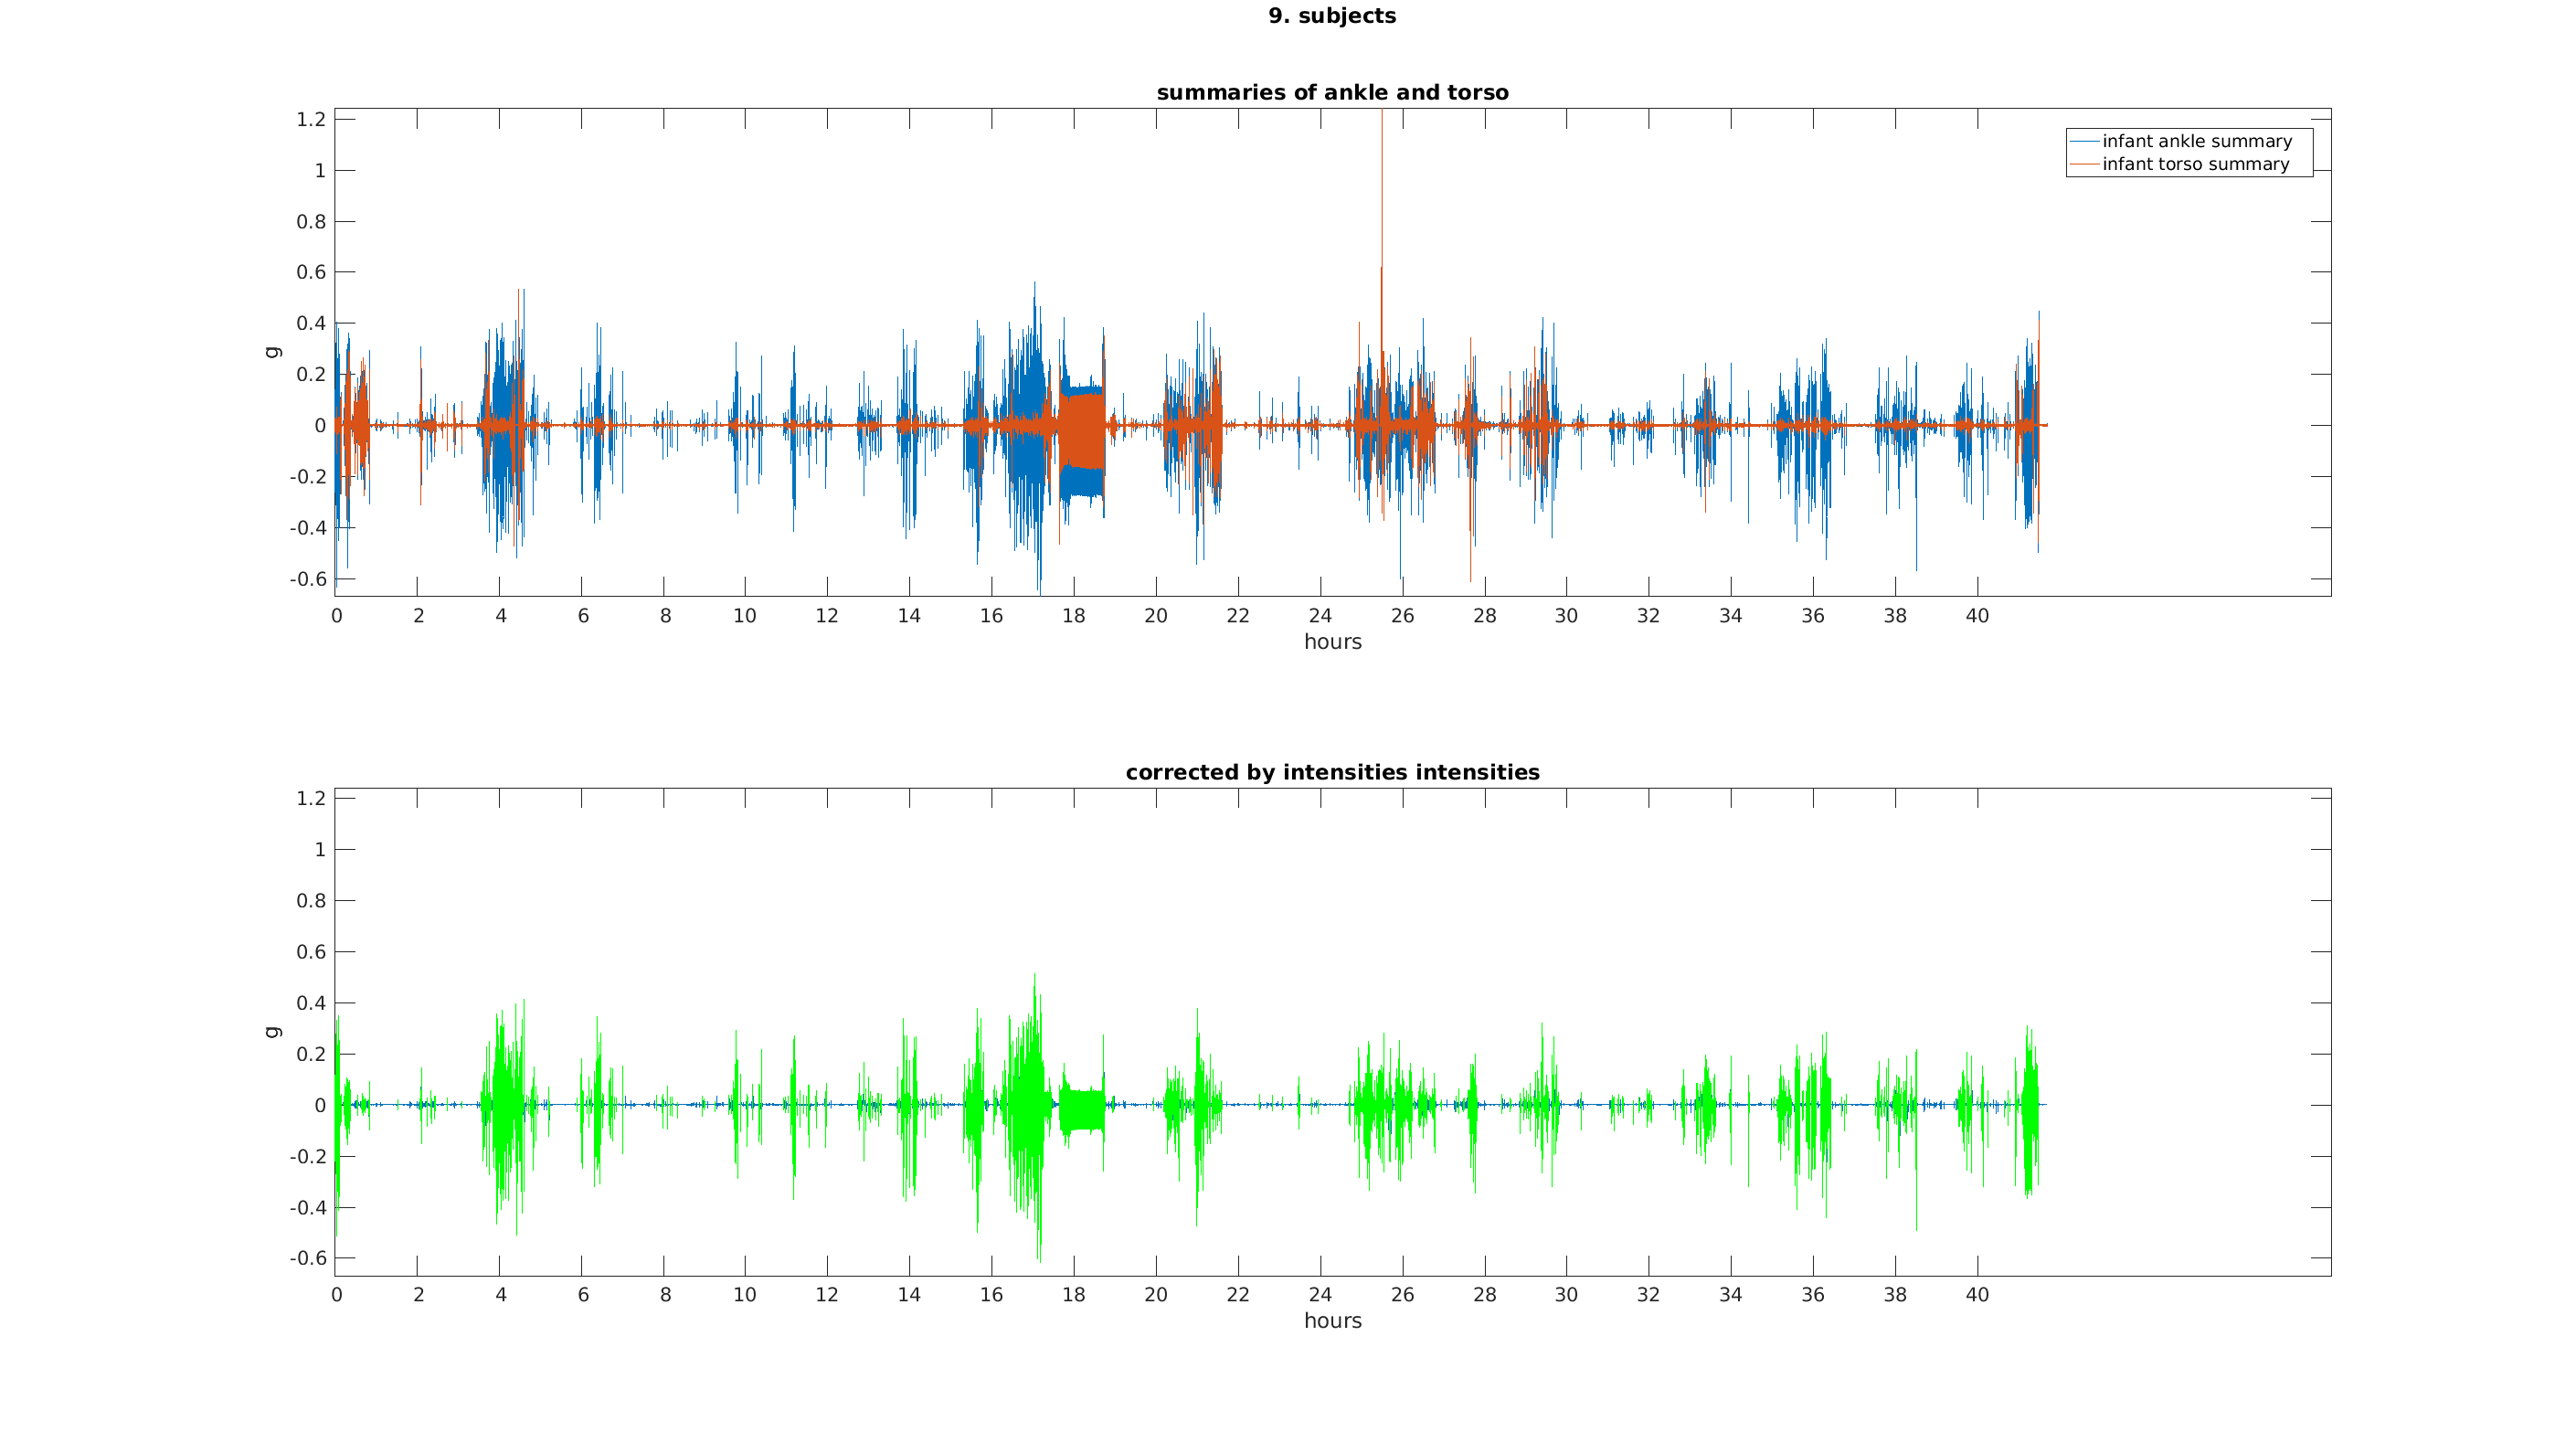 9. subjects
summaries of ankle and torso
1.2
1
0.8
0.6
0.4
0.2
0
-0.2
-0.4
-0.6
g
infant ankle summary
infant torso summary
0 2 4 6 8 10 12 14 16 18 20 22 24 26 28 30 32 34 36 38 40
hours
corrected by intensities intensities
1.2
1
0.8
0.6
0.4
0.2
0
-0.2
-0.4
-0.6
g
0 2 4 6 8 10 12 14 16 18 20 22 24 26 28 30 32 34 36 38 40
hours